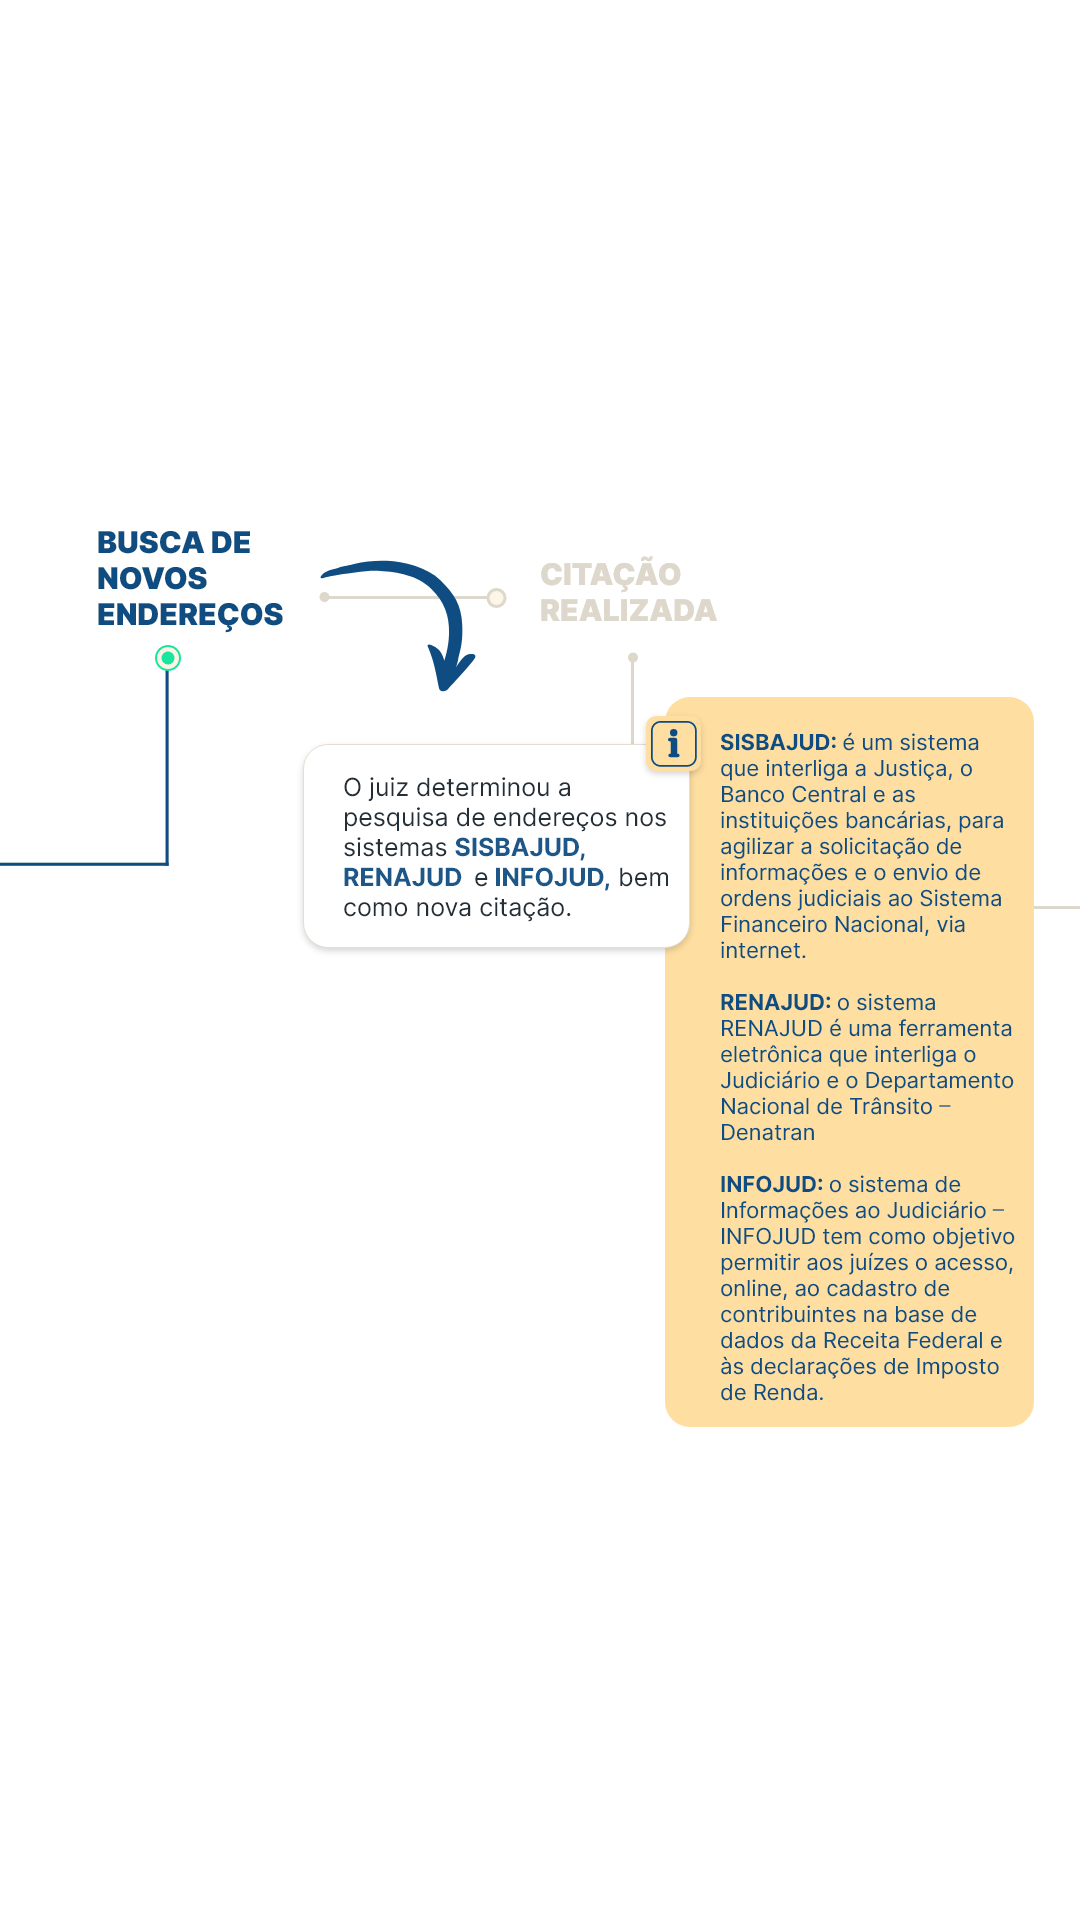 BUSCA DE
NOVOS
ENDEREÇOS
CITAÇÃO
REALIZADA
O juiz determinou a
pesquisa de endereços nos
sistemas SISBAJUD,
RENAJUD e INFOJUD, bem
como nova citação.
i
SISBAJUD: é um sistema
que interliga a Justiça, o
Banco Central e as
instituições bancárias, para
agilizar a solicitação de
informações e o envio de
ordens judiciais ao Sistema
Financeiro Nacional, via
internet.
RENAJUD: o sistema
RENAJUD é uma ferramenta
eletrônica que interliga o
Judiciário e o Departamento
Nacional de Trânsito –
Denatran
INFOJUD: o sistema de
Informações ao Judiciário –
INFOJUD tem como objetivo
permitir aos juízes o acesso,
online, ao cadastro de
contribuintes na base de
dados da Receita Federal e
às declarações de Imposto
de Renda.